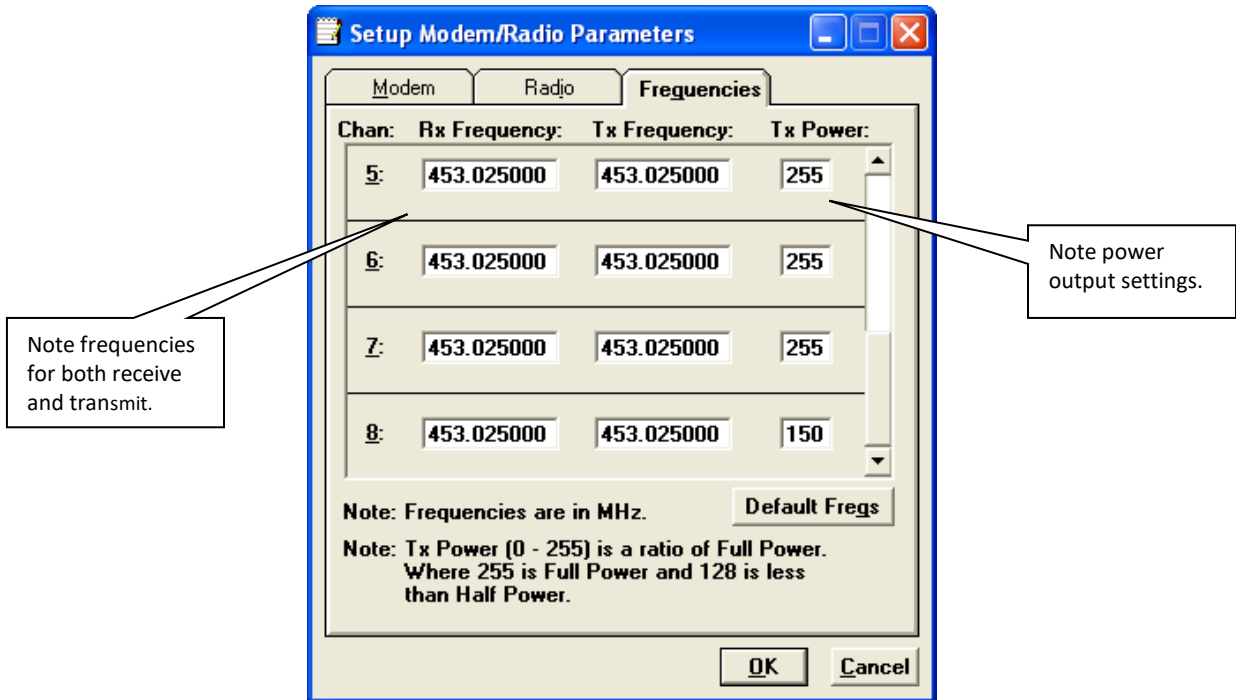 Setup Modem/Radio Parameters
Modem Radio Frequencies
Chan: Rx Frequency: Tx Frequency: Tx Power:
5: 453.025000 453.025000 255
6: 453.025000 453.025000 255
7: 453.025000 453.025000 255
8: 453.025000 453.025000 150
Note: Frequencies are in MHz. Default Freqs
Note: Tx Power (0 - 255) is a ratio of Full Power.
Where 255 is Full Power and 128 is less
than Half Power.
OK Cancel
Note frequencies
for both receive
and transmit.
Note power
output settings.